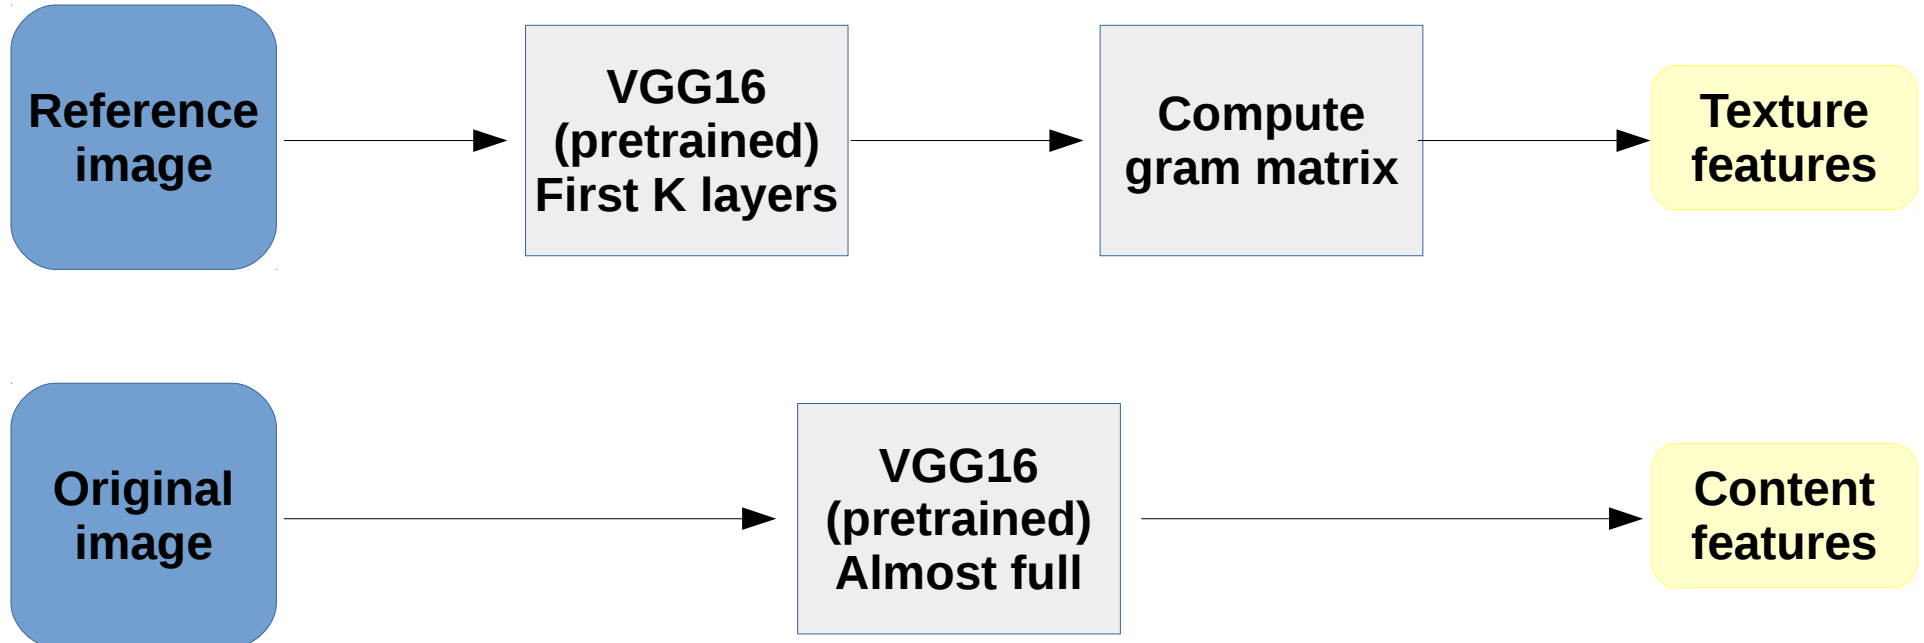 Reference
image
VGG16
(pretrained)
First K layers
Compute
gram matrix
Texture
features
Original
image
VGG16
(pretrained)
Almost full
Content
features